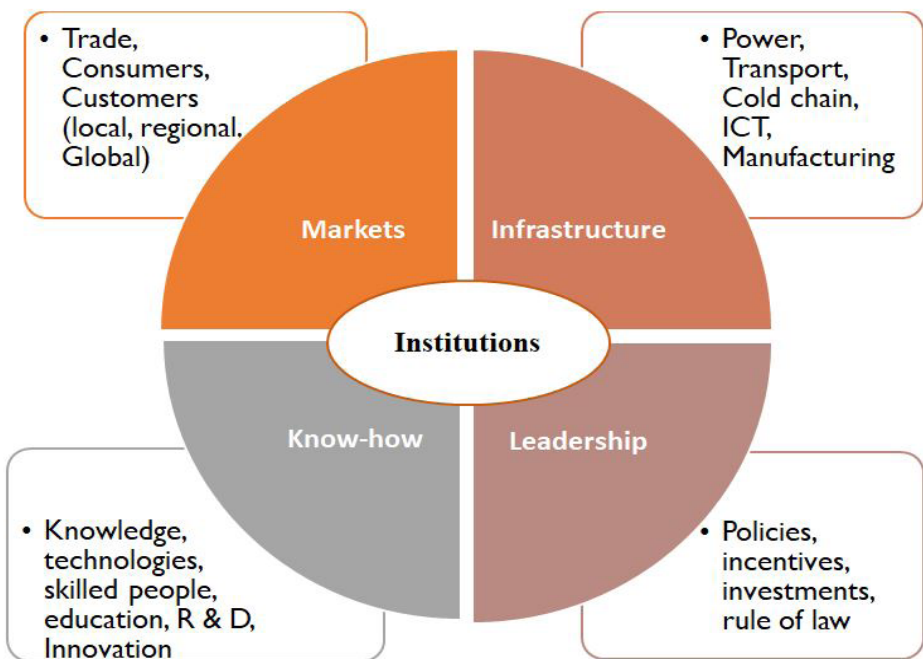 • Trade,
Consumers,
Customers
(local, regional,
Global)
• Power,
Transport,
Cold chain,
ICT,
Manufacturing
Markets
Infrastructure
Institutions
Know-how
Leadership
• Knowledge,
technologies,
skilled people,
education, R & D,
Innovation
• Policies,
incentives,
investments,
rule of law